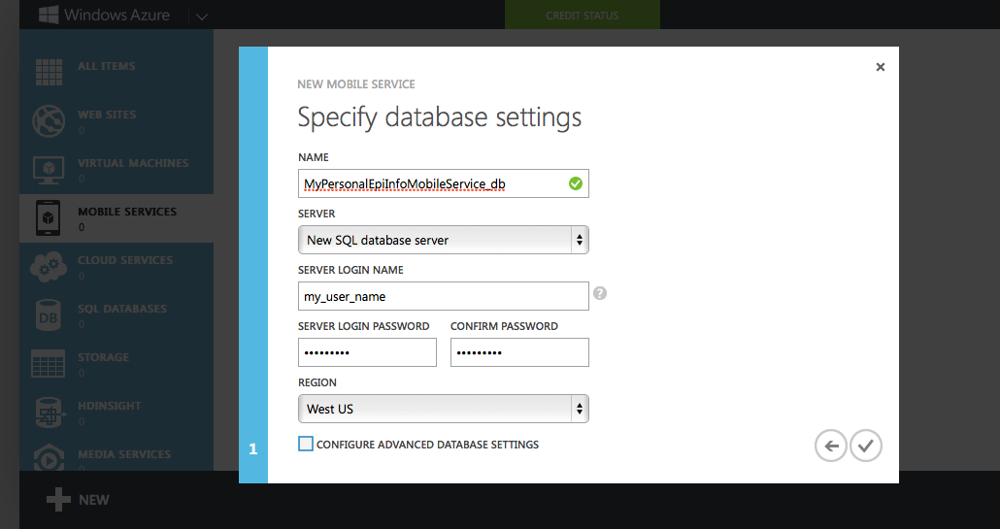 Windows Azure
CREDIT STATUS
ALL ITEMS
WEB SITES
0
VIRTUAL MACHINES
0
MOBILE SERVICES
0
CLOUD SERVICES
0
SQL DATABASES
0
DB
STORAGE
0
HDINSIGHT
0
MEDIA SERVICES
0
NEW
NEW MOBILE SERVICE
Specify database settings
NAME
MyPersonalEpiInfoMobileService_db
SERVER
New SQL database server
SERVER LOGIN NAME
my_user_name
?
SERVER LOGIN PASSWORD CONFIRM PASSWORD
••••••••• •••••••••
REGION
West US
CONFIGURE ADVANCED DATABASE SETTINGS
1